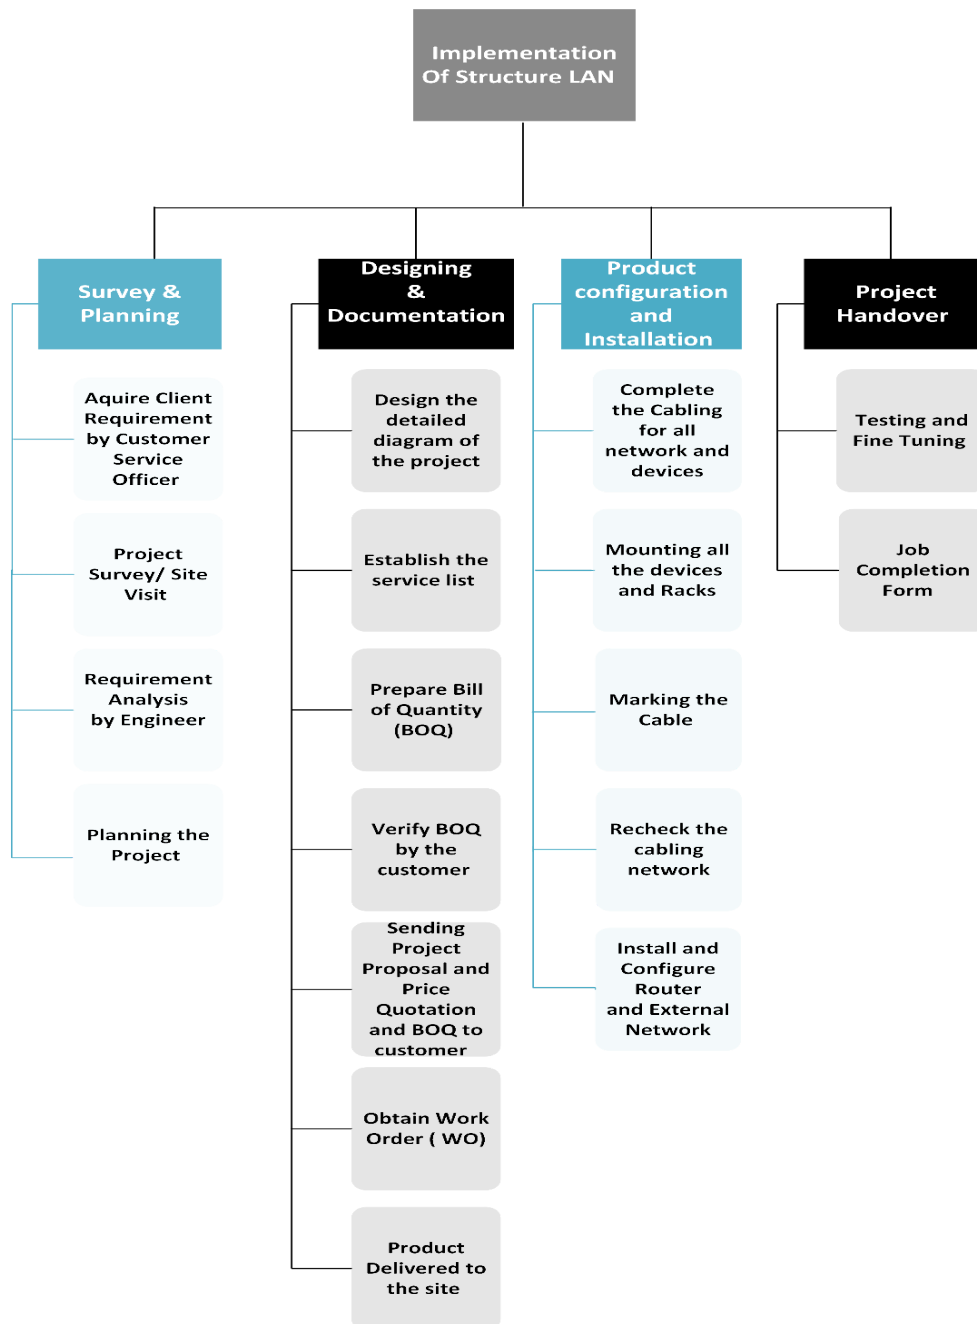 Implementation
Of Structure LAN
Survey &
Planning
Aquire Client
Requirement
by Customer
Service
Officer
Project
Survey/ Site
Visit
Requirement
Analysis
by Engineer
Planning the
Project
Designing
&
Documentation
Design the
detailed
diagram of
the project
Establish the
service list
Prepare Bill
of Quantity
(BOQ)
Verify BOQ
by the
customer
Sending
Project
Proposal and
Price
Quotation
and BOQ to
customer
Obtain Work
Order ( WO)
Product
Delivered to
the site
Product
configuration
and
Installation
Complete
the Cabling
for all
network and
devices
Mounting all
the devices
and Racks
Marking the
Cable
Recheck the
cabling
network
Install and
Configure
Router
and External
Network
Project
Handover
Testing and
Fine Tuning
Job
Completion
Form